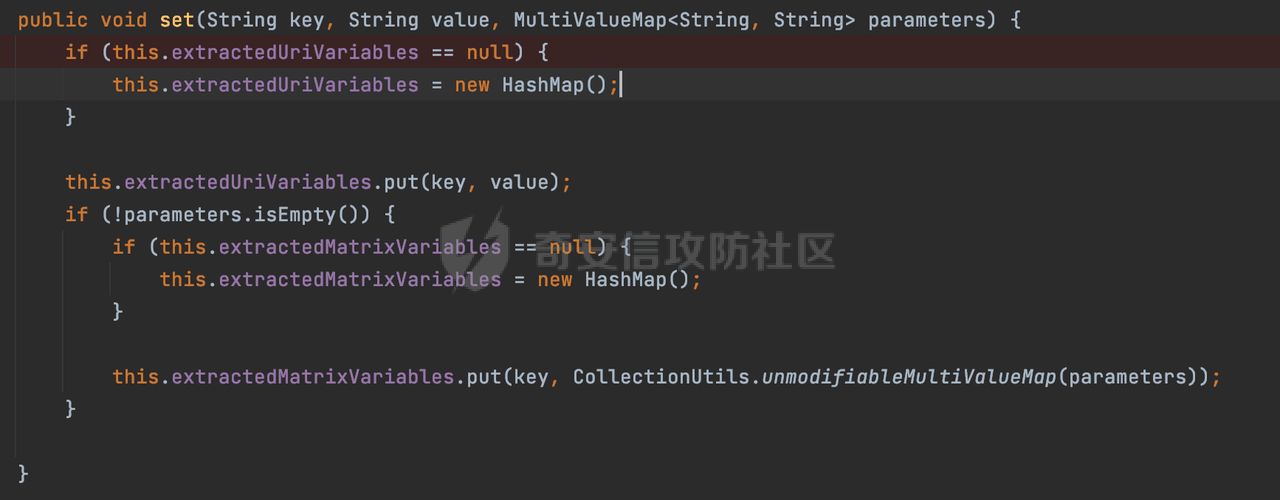 public void set(String key, String value, MultiValueMap<String, String> parameters) {
    if (this.extractedUriVariables == null) {
        this.extractedUriVariables = new HashMap();
    }

    this.extractedUriVariables.put(key, value);
    if (!parameters.isEmpty()) {
        if (this.extractedMatrixVariables == null) {
            this.extractedMatrixVariables = new HashMap();
        }

        this.extractedMatrixVariables.put(key, CollectionUtils.unmodifiableMultiValueMap(parameters));
    }

}
奇安信攻防社区